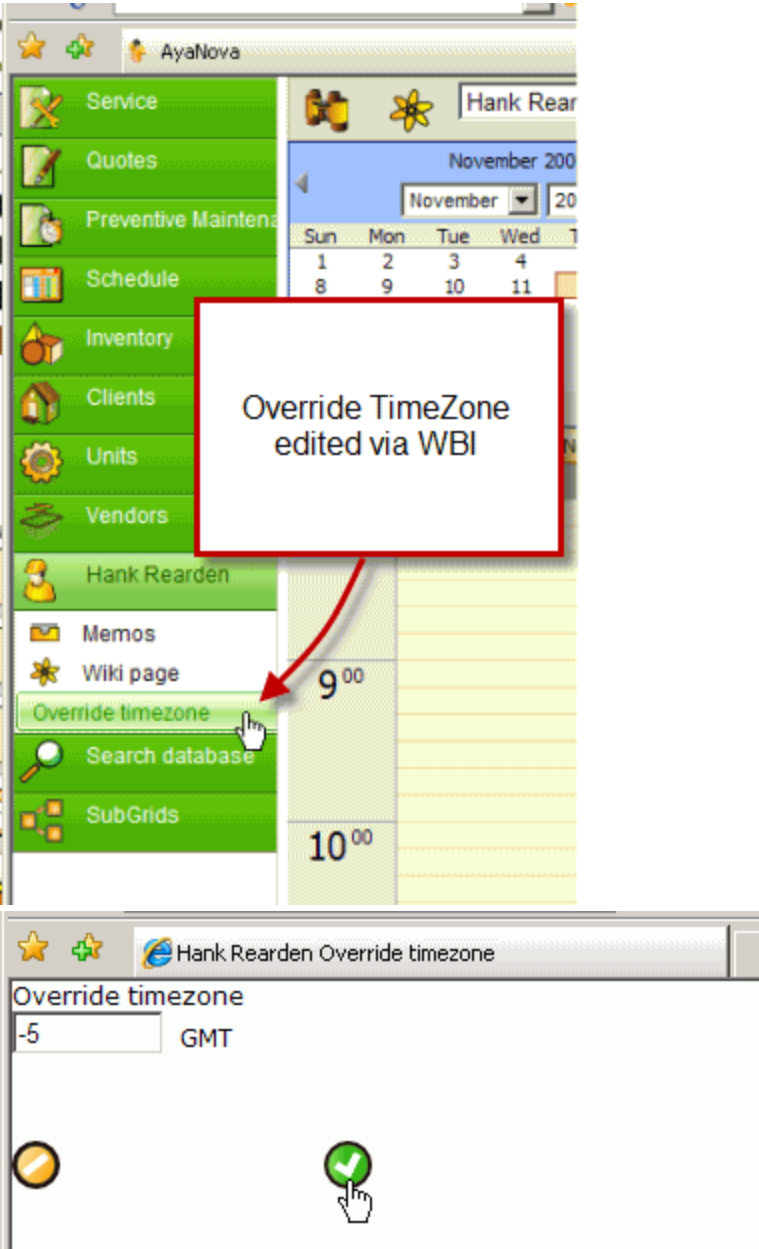 AyaNova
Service
Hank Rear
Quotes
November 200
November 20
Preventive Maintena
Sun Mon Tue Wed T
1 2 3 4
8 9 10 11
Schedule
Inventory
Override TimeZone
edited via WBI
Clients
Units
N
Vendors
Hank Rearden
Memos
Wiki page
9 00
Override timezone
Search database
SubGrids
10 00
Hank Rearden Override timezone
Override timezone
-5 GMT